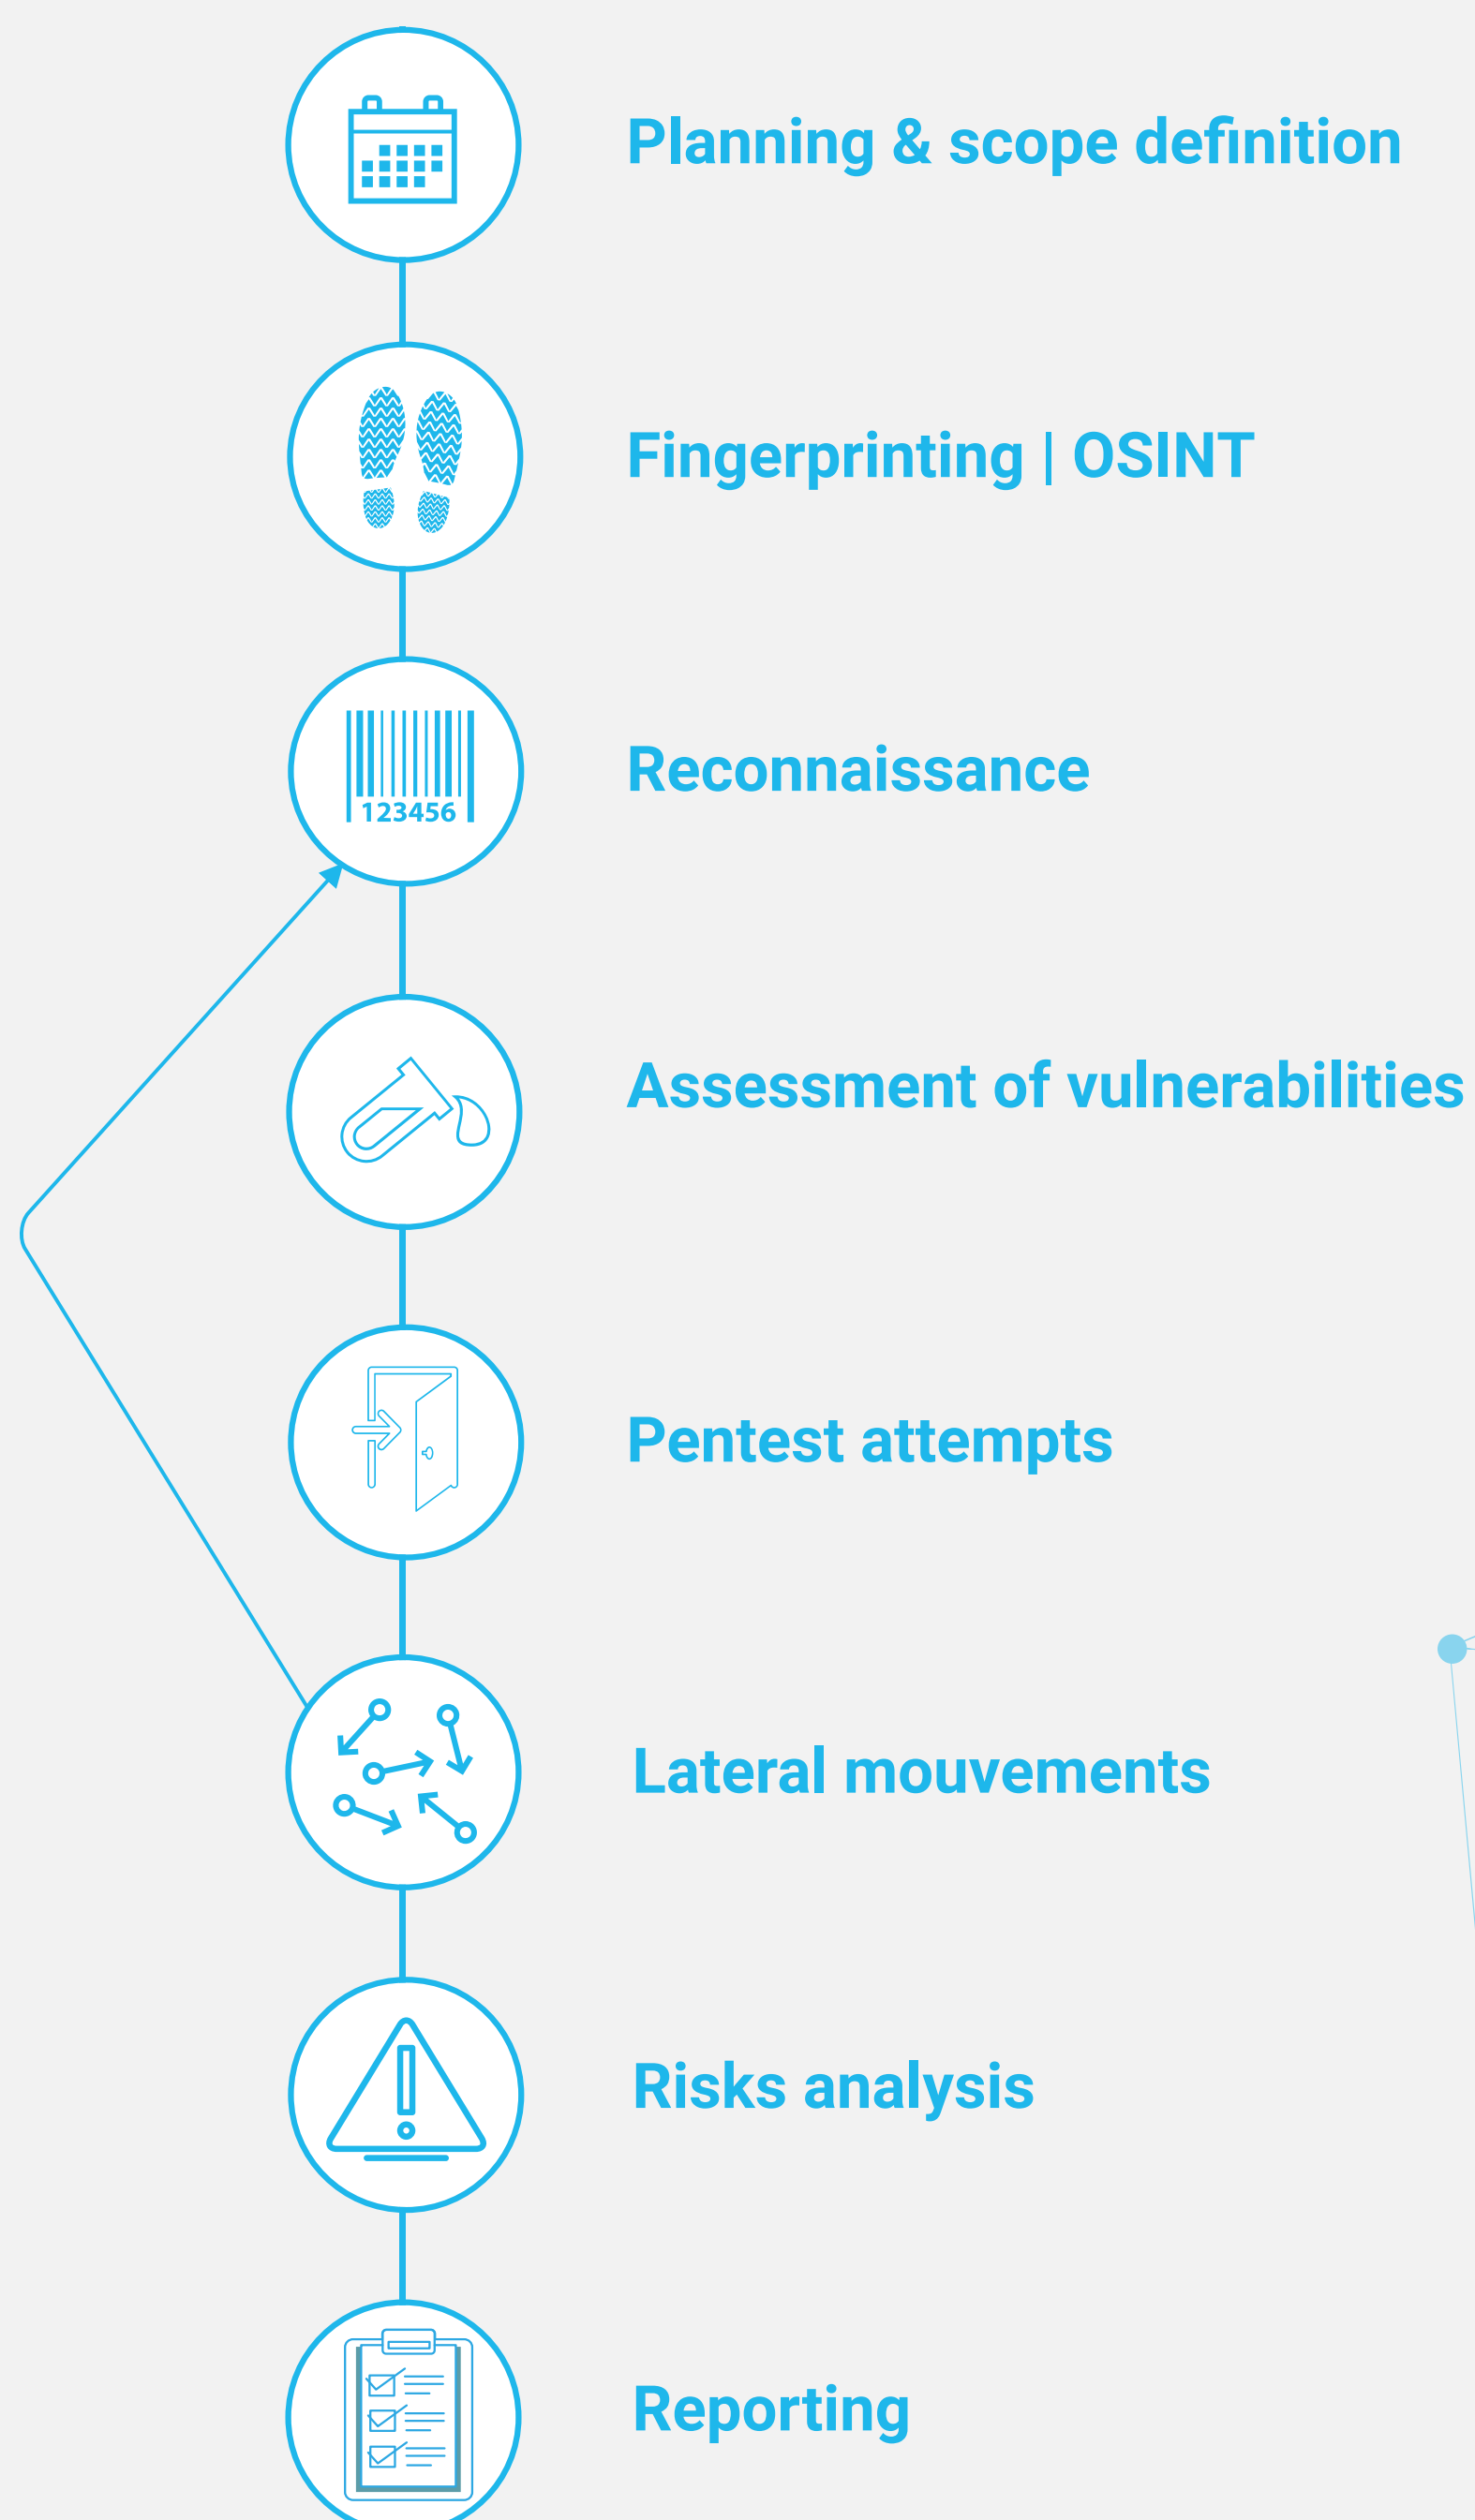 Planning & scope definition
Fingerprinting | OSINT
123456
Reconnaissance
Assessment of vulnerabilities
Pentest attempts
Lateral mouvements
Risks analysis
Reporting